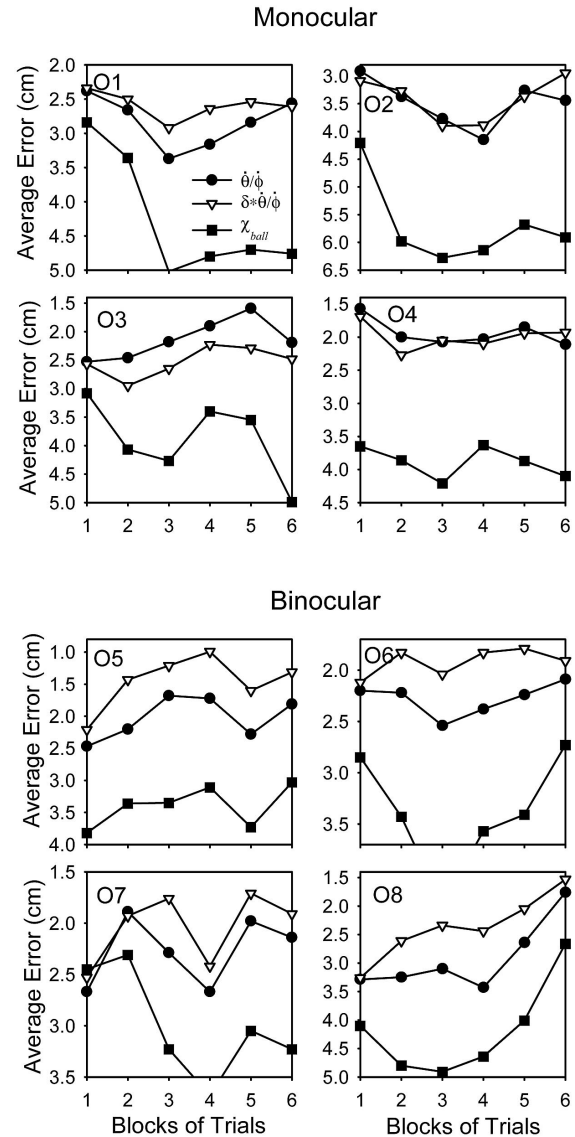 Monocular
Average Error (cm)
2.0
2.5
3.0
3.5
4.0
4.5
5.0
O1
θ̇/φ̇
δ*θ̇/φ̇
χball
3.0
3.5
4.0
4.5
5.0
5.5
6.0
6.5
O2
Average Error (cm)
1.5
2.0
2.5
3.0
3.5
4.0
4.5
5.0
O3
1 2 3 4 5 6
1.5
2.0
2.5
3.0
3.5
4.0
4.5
O4
1 2 3 4 5 6
Binocular
Average Error (cm)
1.0
1.5
2.0
2.5
3.0
3.5
4.0
O5
2.0
2.5
3.0
3.5
O6
Average Error (cm)
1.5
2.0
2.5
3.0
3.5
O7
1 2 3 4 5 6
Blocks of Trials
1.5
2.0
2.5
3.0
3.5
4.0
4.5
5.0
O8
1 2 3 4 5 6
Blocks of Trials